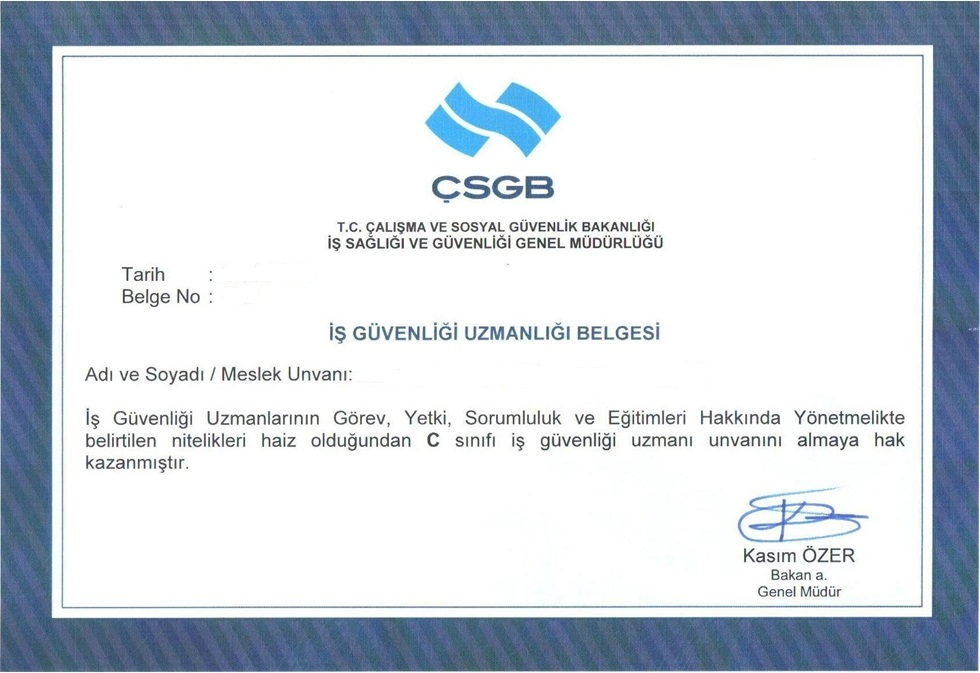 ÇSGB
T.C. ÇALIŞMA VE SOSYAL GÜVENLİK BAKANLIĞI
İŞ SAĞLIĞI VE GÜVENLİĞİ GENEL MÜDÜRLÜĞÜ
Tarih :
Belge No :
İŞ GÜVENLİĞİ UZMANLIĞI BELGESİ
Adı ve Soyadı / Meslek Unvanı:
İş Güvenliği Uzmanlarının Görev, Yetki, Sorumluluk ve Eğitimleri Hakkında Yönetmelikte
belirtilen nitelikleri haiz olduğundan C sınıfı iş güvenliği uzmanı unvanını almaya hak
kazanmıştır.
Kasım ÖZER
Bakan a.
Genel Müdür